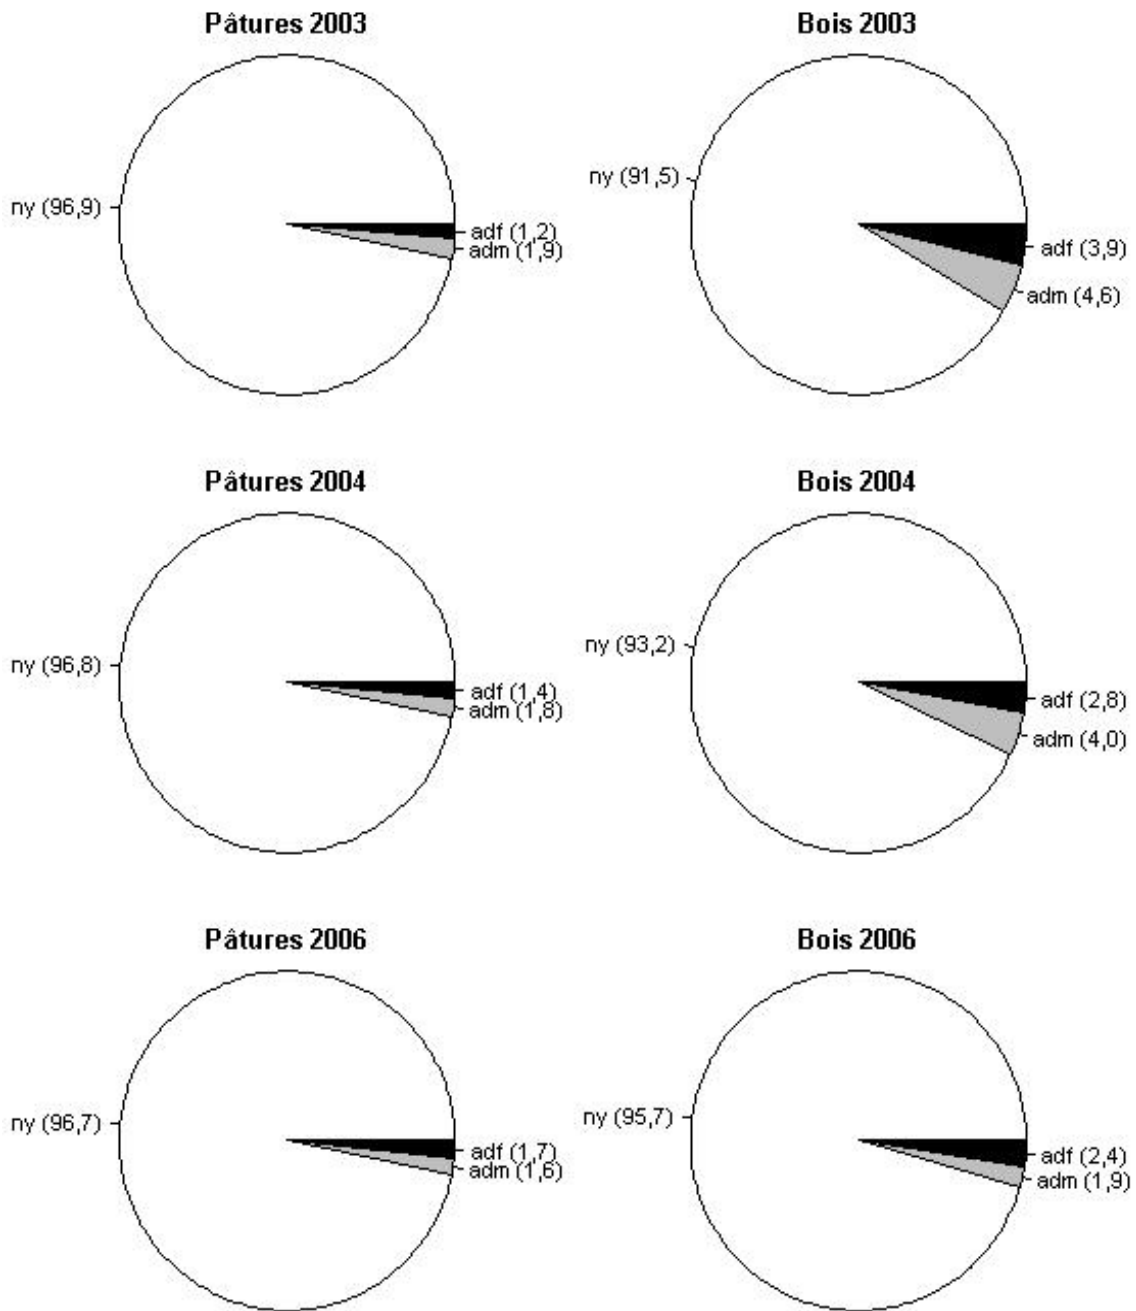 Pâtures 2003
ny (96,9)
adf (1,2)
adm (1,9)
Bois 2003
ny (91,5)
adf (3,9)
adm (4,6)
Pâtures 2004
ny (96,8)
adf (1,4)
adm (1,8)
Bois 2004
ny (93,2)
adf (2,8)
adm (4,0)
Pâtures 2006
ny (96,7)
adf (1,7)
adm (1,6)
Bois 2006
ny (95,7)
adf (2,4)
adm (1,9)